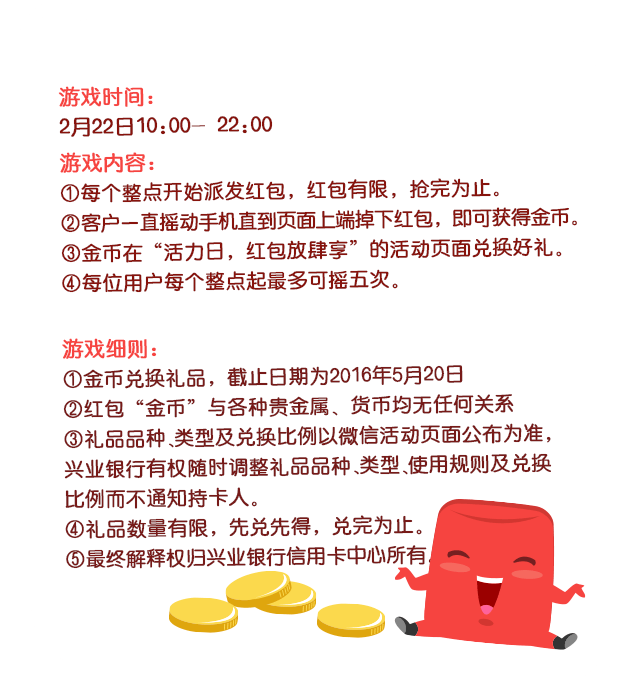 游戏时间：
2月22日10:00— 22:00
游戏内容：
①每个整点开始派发红包，红包有限，抢完为止。
②客户一直摇动手机直到页面上端掉下红包，即可获得金币。
③金币在“活力日，红包放肆享”的活动页面兑换好礼。
④每位用户每个整点起最多可摇五次。
游戏细则：
①金币兑换礼品，截止日期为2016年5月20日
②红包“金币”与各种贵金属、货币均无任何关系
③礼品品种、类型及兑换比例以微信活动页面公布为准，
兴业银行有权随时调整礼品品种、类型、使用规则及兑换
比例而不通知持卡人。
④礼品数量有限，先兑先得，兑完为止。
⑤最终解释权归兴业银行信用卡中心所有。